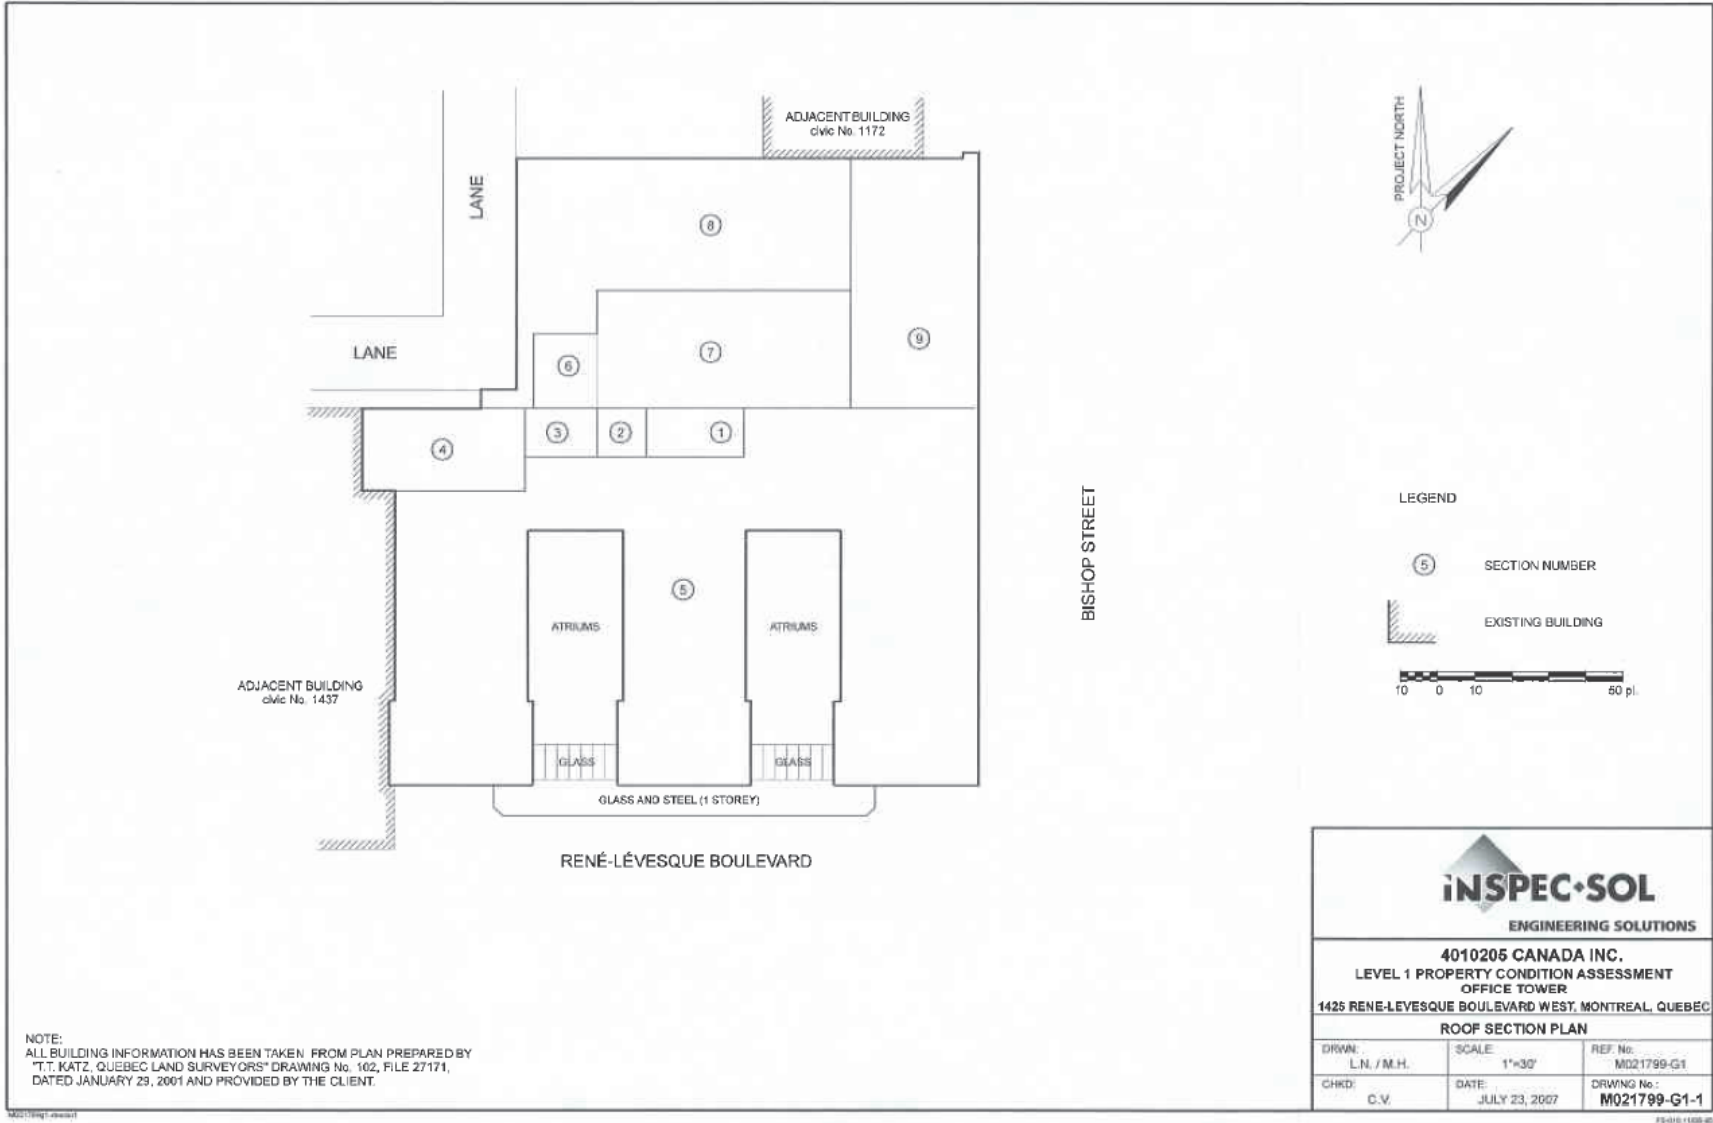 ADJACENT BUILDING
civic No. 1172
PROJECT NORTH
N
LANE
8
LANE
6
7
9
4
3
2
1
LEGEND
5 SECTION NUMBER
EXISTING BUILDING
10 0 10 50 pi.
BISHOP STREET
5
ATRIUMS
ATRIUMS
ADJACENT BUILDING
civic No. 1437
GLASS
GLASS
GLASS AND STEEL (1 STOREY)
RENÉ-LÉVESQUE BOULEVARD
iNSPEC-SOL
ENGINEERING SOLUTIONS
4010205 CANADA INC.
LEVEL 1 PROPERTY CONDITION ASSESSMENT
OFFICE TOWER
1425 RENE-LEVESQUE BOULEVARD WEST, MONTREAL, QUEBEC
ROOF SECTION PLAN
DRWN: L.N. / M.H.
SCALE: 1"=30'
REF. No: M021799-G1
CHKD: C.V.
DATE: JULY 23, 2007
DRWING No.: M021799-G1-1
NOTE:
ALL BUILDING INFORMATION HAS BEEN TAKEN FROM PLAN PREPARED BY
"T.T. KATZ, QUEBEC LAND SURVEYORS" DRAWING No. 102, FILE 27171,
DATED JANUARY 29, 2001 AND PROVIDED BY THE CLIENT.